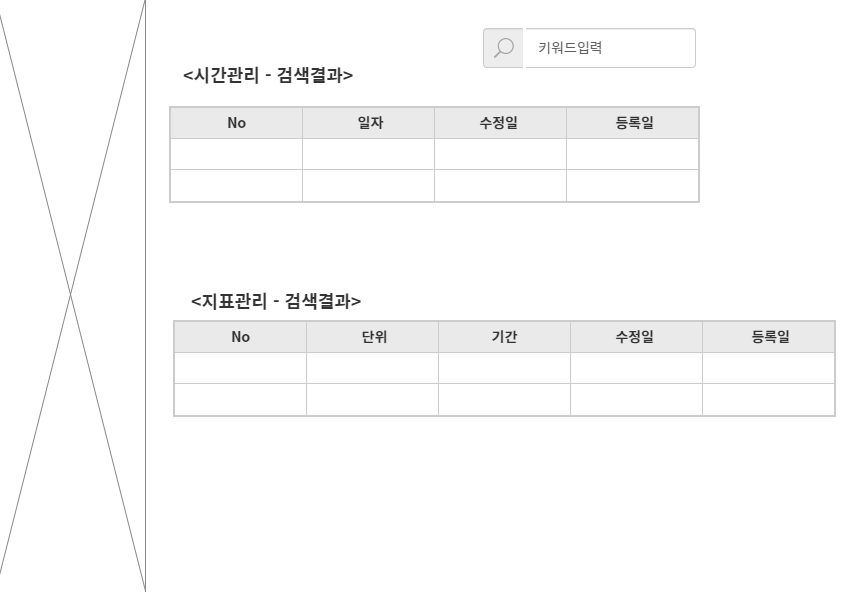 키워드입력
<시간관리 - 검색결과>
No 일자 수정일 등록일
<지표관리 - 검색결과>
No 단위 기간 수정일 등록일